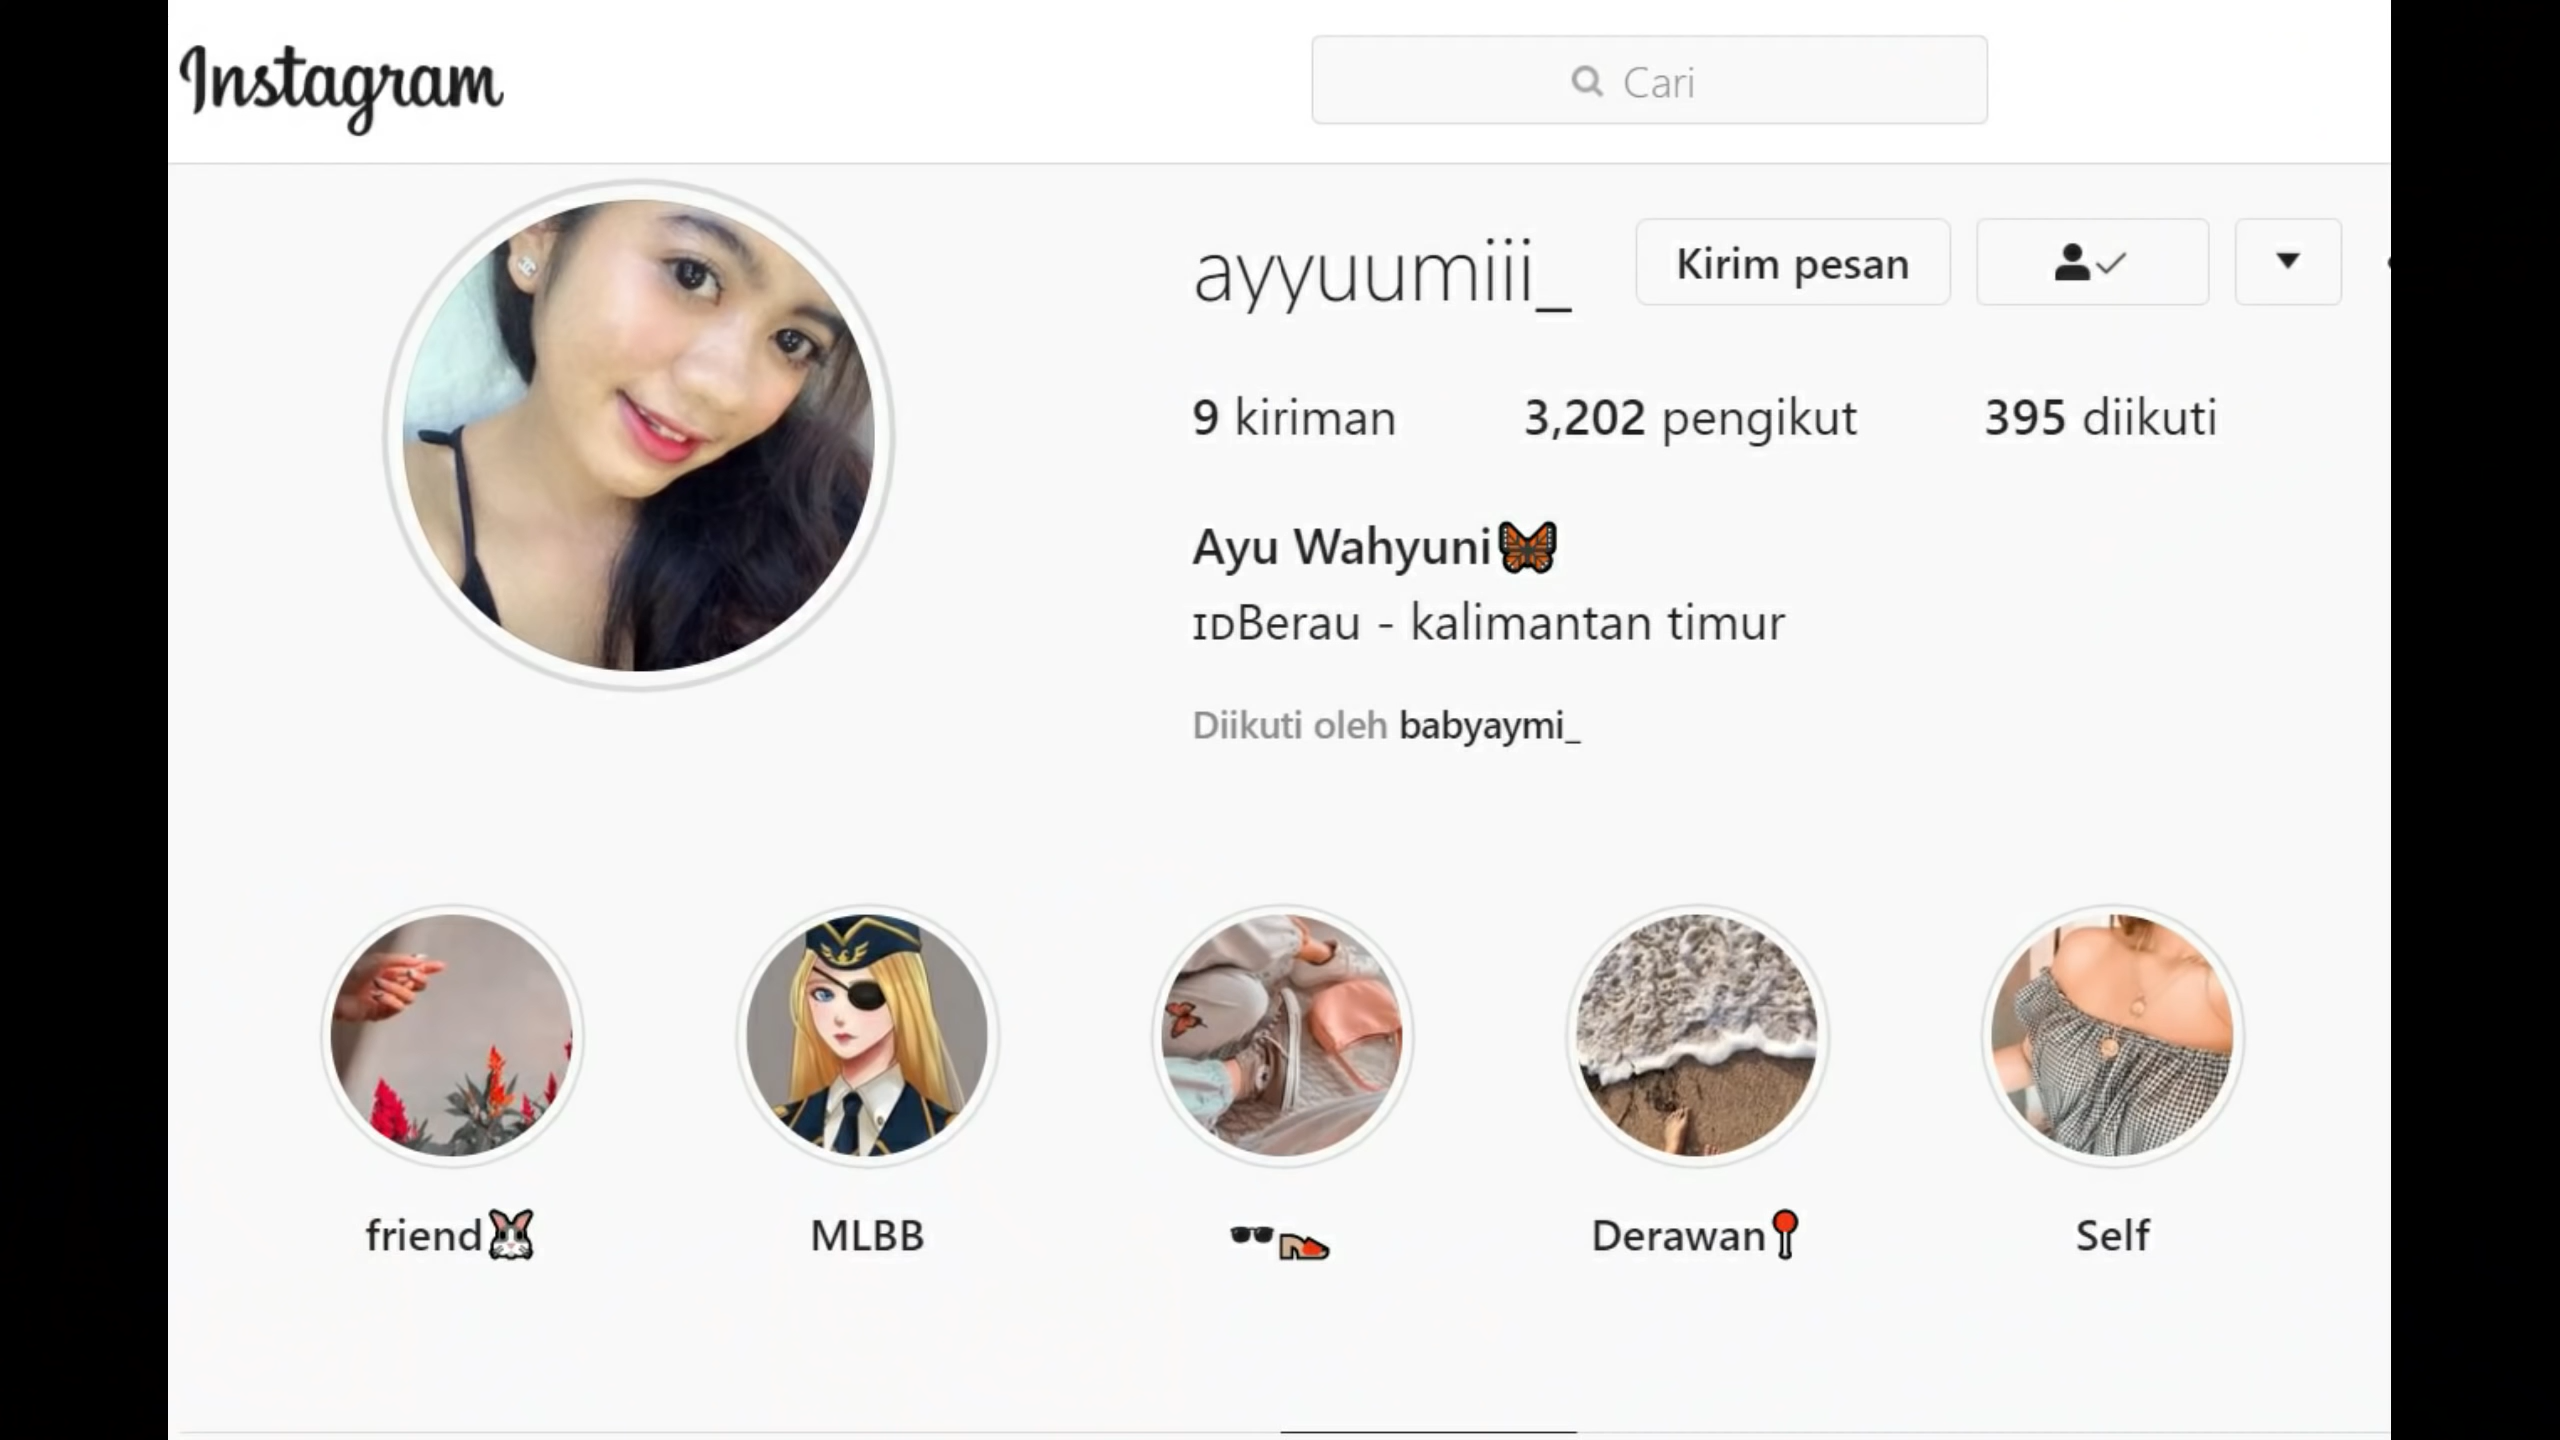 Instagram
Cari
ayyuumiii_
Kirim pesan
9 kiriman
3,202 pengikut
395 diikuti
Ayu Wahyuni🦋
ɪᴅBerau - kalimantan timur
Diikuti oleh babyaymi_
friend🐰
MLBB
🕶👡
Derawan📍
Self